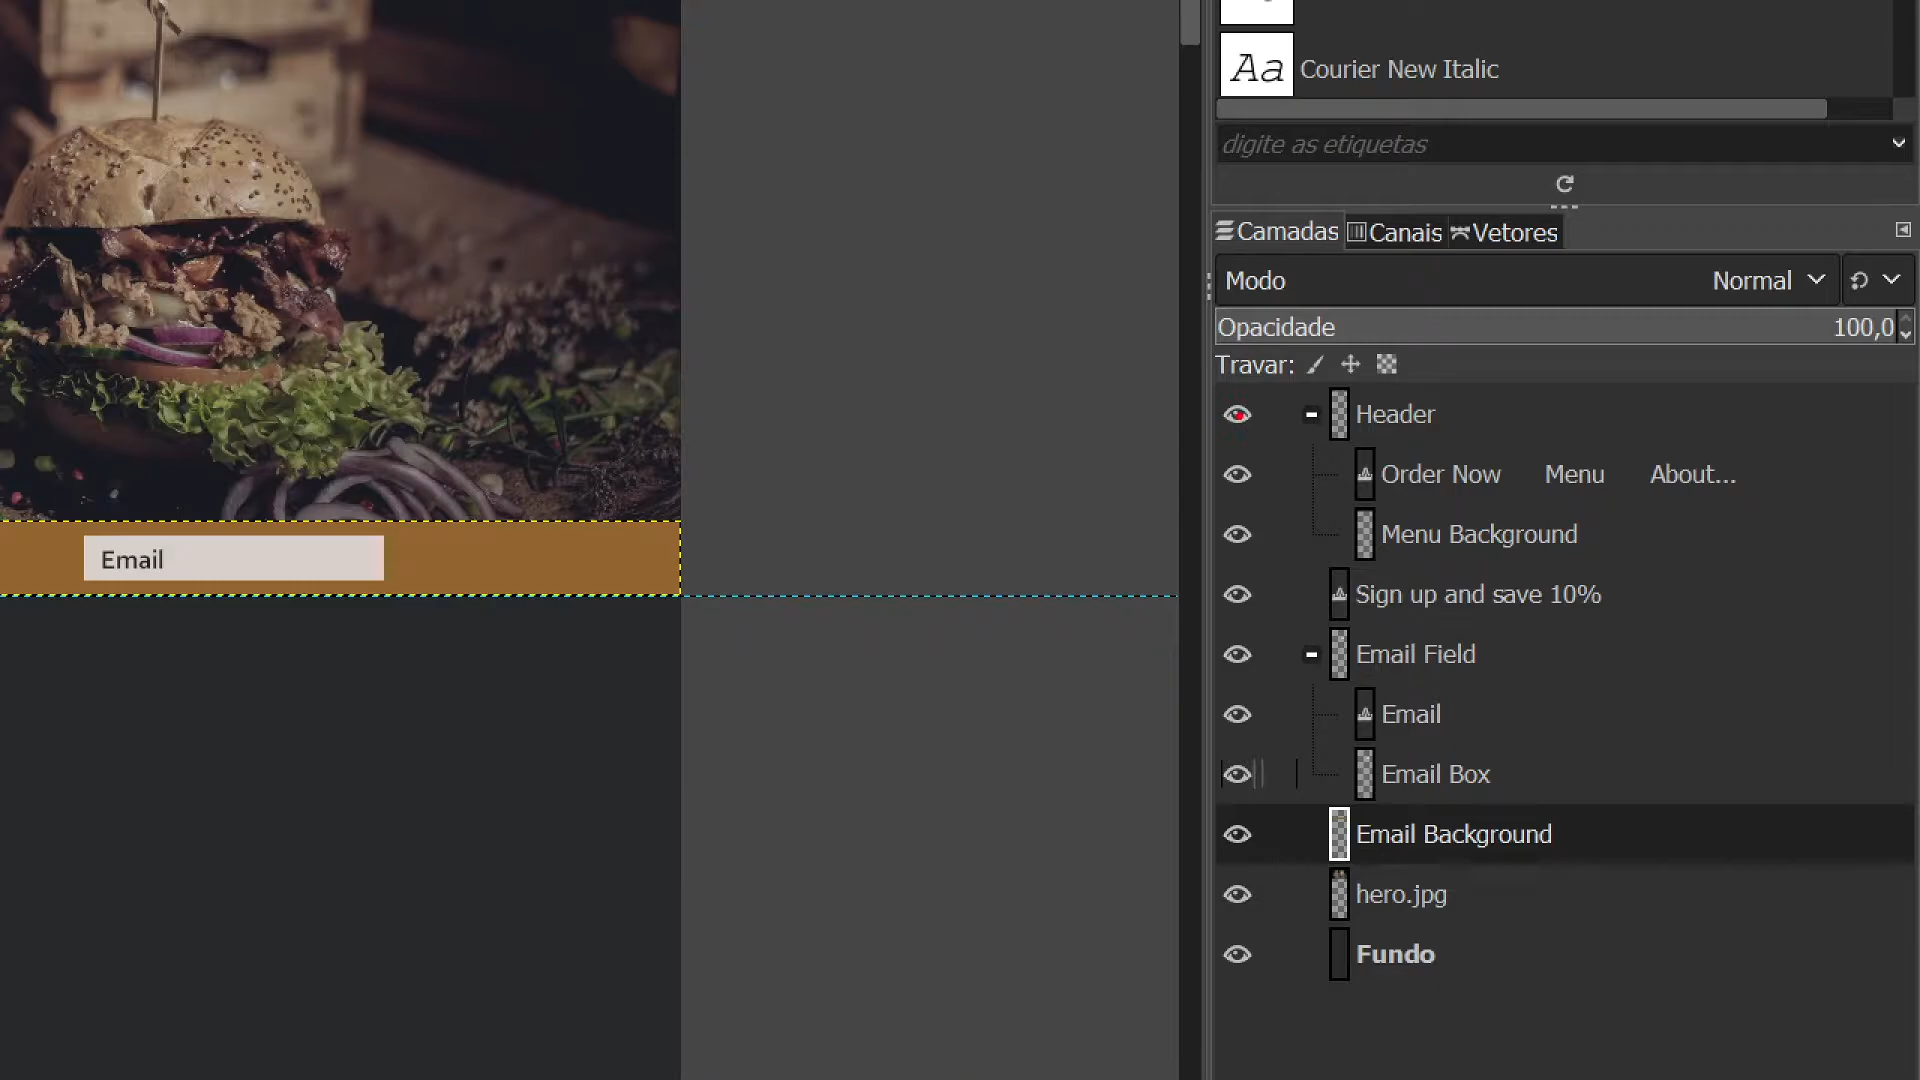 Aa Courier New Italic
digite as etiquetas
Camadas Canais Vetores
Modo Normal
Opacidade 100,0
Travar:
Header
Order Now Menu About...
Menu Background
Sign up and save 10%
Email Field
Email
Email Box
Email Background
hero.jpg
Fundo
Email